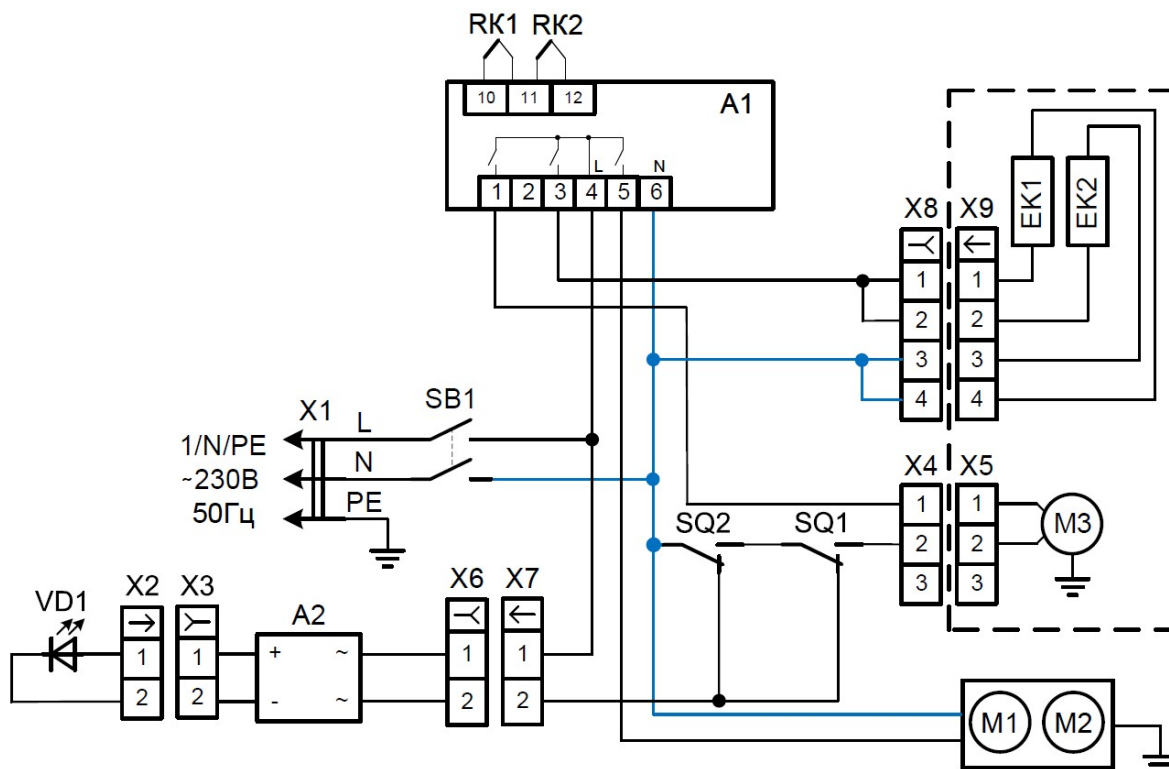 RK1 RK2
10 11 12
A1
L N
1 2 3 4 5 6
X8 X9
EK1 EK2
1 1
2 2
3 3
4 4
X1 L SB1
1/N/PE
~230В N
50Гц PE
X4 X5
1 1
2 2
3 3
M3
SQ2 SQ1
VD1 X2 X3 A2 X6 X7
1 1 + ~ 1 1
2 2 - ~ 2 2
M1 M2